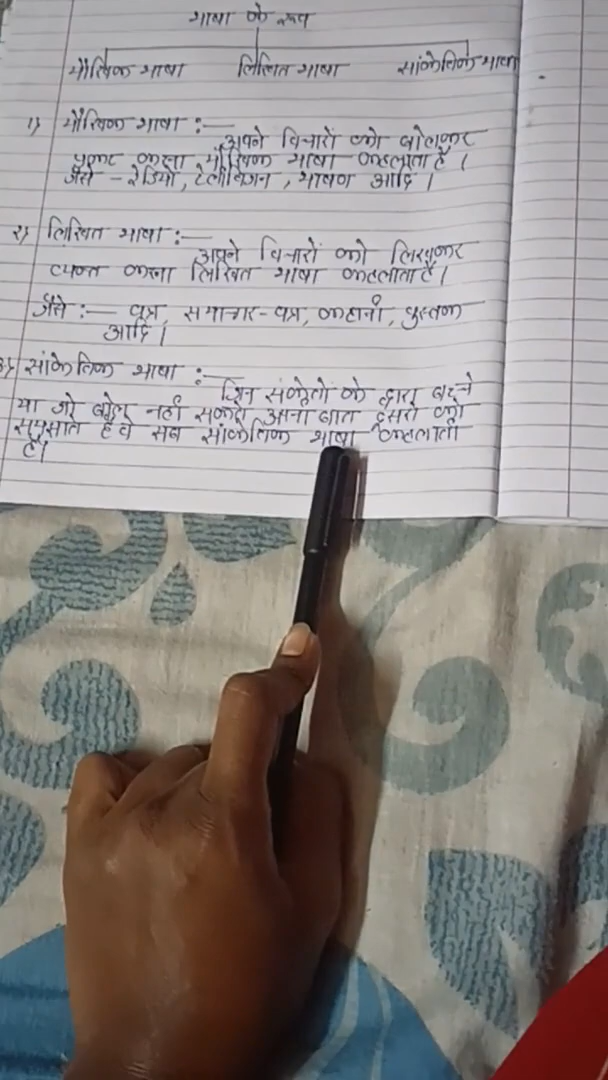 भाषा के रूप
मौखिक भाषा लिखित भाषा सांकेतिक भाषा
1) मौखिक भाषा :—
अपने विचारों को बोलकर
प्रकट करना मौखिक भाषा कहलाता है ।
जैसे – रेडियो, टेलीविजन , भाषण आदि ।
2) लिखित भाषा :—
अपने विचारों को लिखकर
व्यक्त करना लिखित भाषा कहलाता है।
जैसे :— पत्र, समाचार-पत्र, कहानी, पुस्तक
आदि ।
3) सांकेतिक भाषा :—
जिन संकेतो के द्वारा बच्चे
या जो बोल नहीं सकते अपनी बात दूसरो को
समझाते है वे सब सांकेतिक भाषा कहलाती
है।